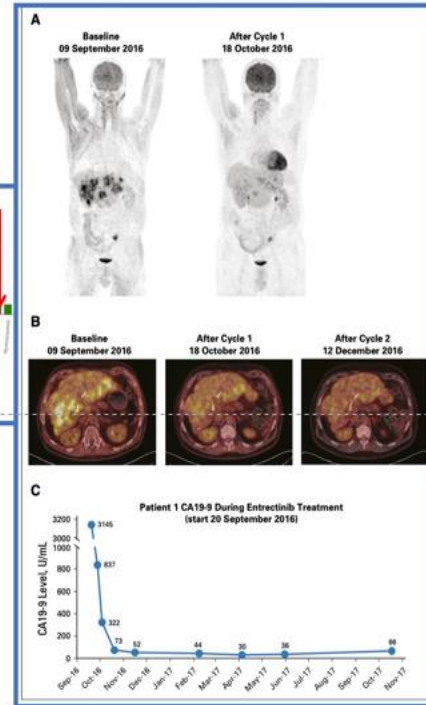 A
Baseline
09 September 2016
After Cycle 1
18 October 2016
B
Baseline
09 September 2016
After Cycle 1
18 October 2016
After Cycle 2
12 December 2016
C
Patient 1 CA19-9 During Entrectinib Treatment
(start 20 September 2016)
CA19-9 Level, U/mL
3200
3000
1000
800
600
400
200
0
3145
837
322
73
52
44
30
36
66
Sep-16
Oct-16
Nov-16
Dec-16
Jan-17
Feb-17
Mar-17
Apr-17
May-17
Jun-17
Jul-17
Aug-17
Sep-17
Oct-17
Nov-17